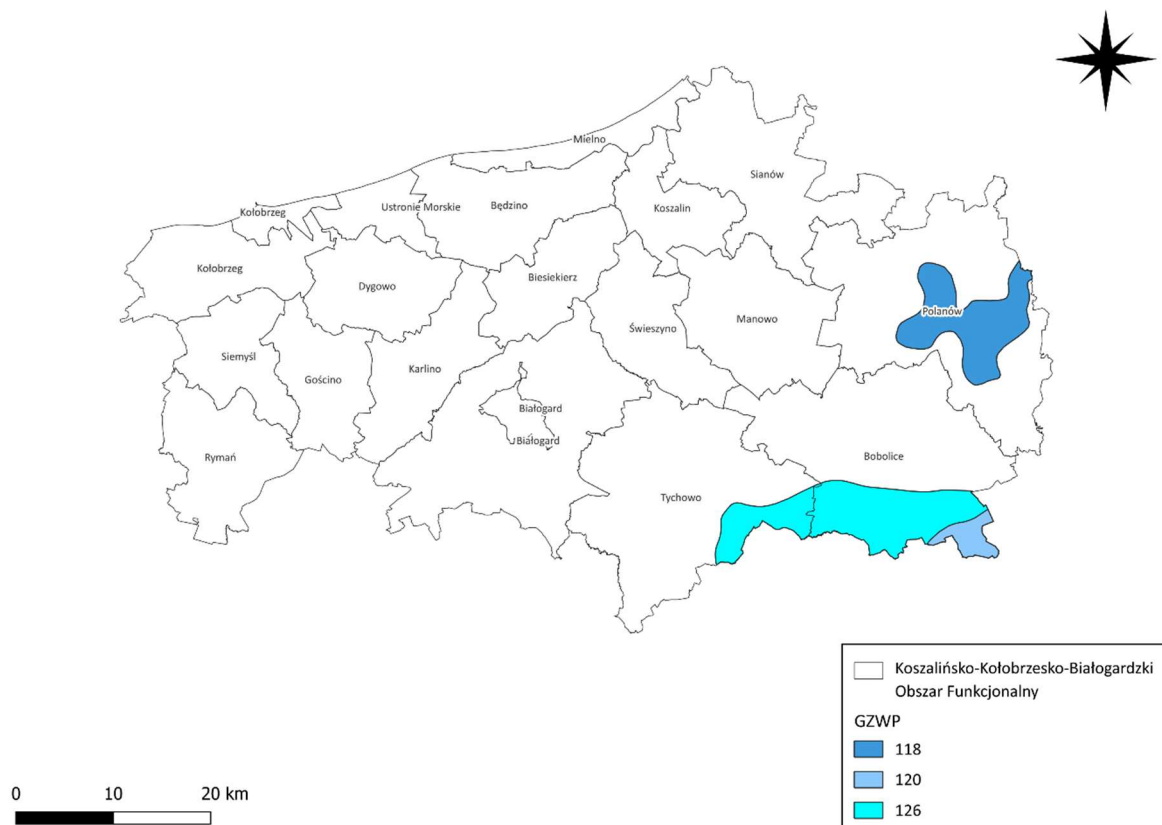 Mielno
Sianów
Kołobrzeg
Ustronie Morskie
Będzino
Koszalin
Kołobrzeg
Dygowo
Biesiekierz
Polanów
Manowo
Świeszyno
Siemyśl
Gościno
Karlino
Białogard
Białogard
Rymań
Bobolice
Tychowo
Koszalińsko-Kołobrzesko-Białogardzki
Obszar Funkcjonalny
GZWP
118
120
126
0 10 20 km